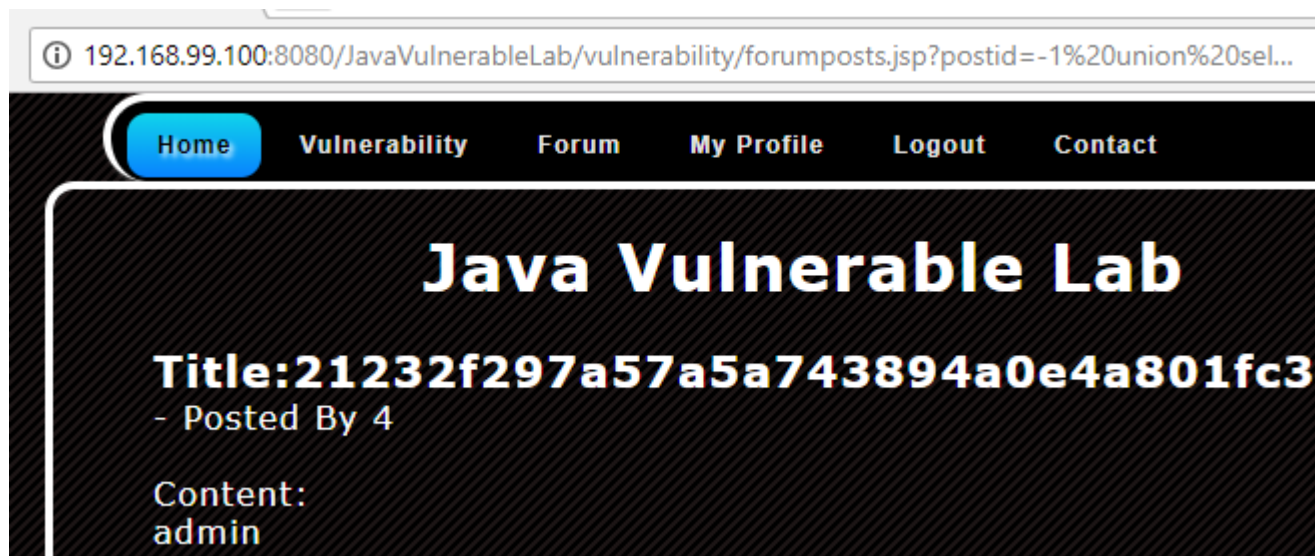 192.168.99.100:8080/JavaVulnerableLab/vulnerability/forumposts.jsp?postid=-1%20union%20sel...
Home Vulnerability Forum My Profile Logout Contact
Java Vulnerable Lab
Title:21232f297a57a5a743894a0e4a801fc3
- Posted By 4
Content:
admin